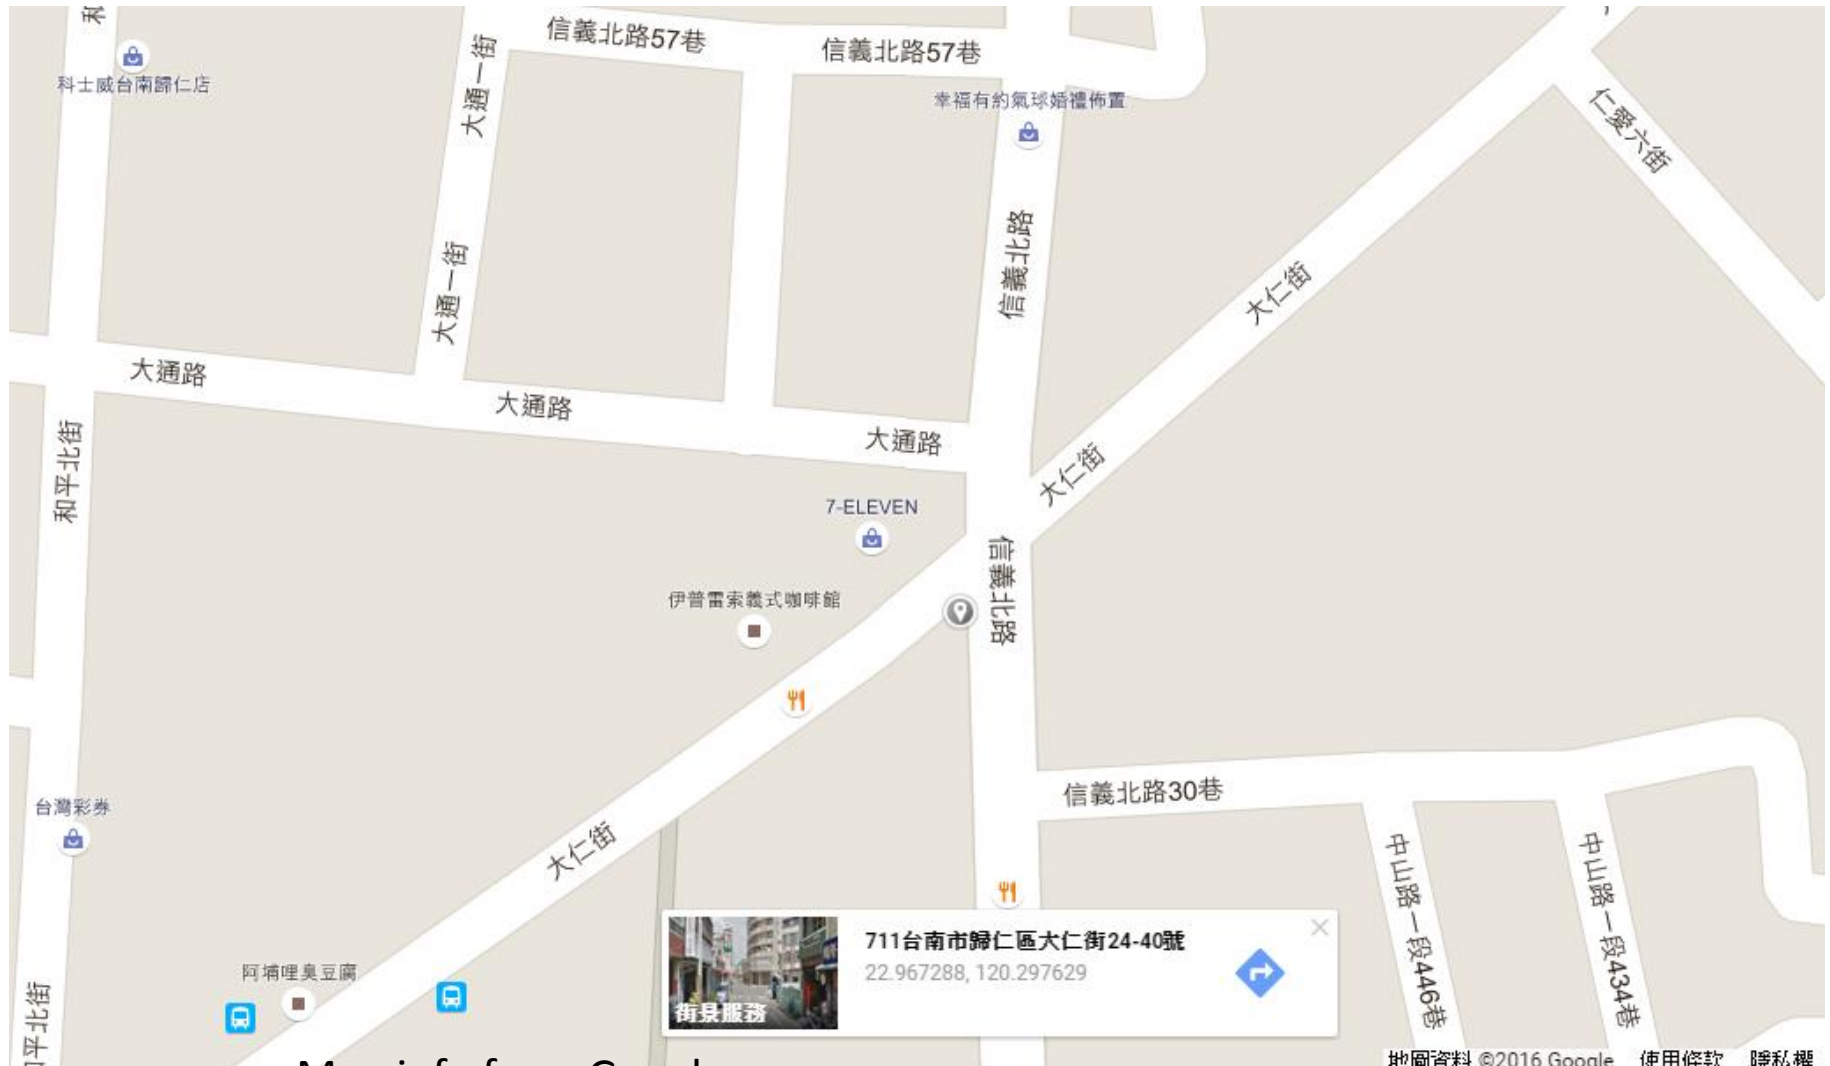 和
科士威台南歸仁店
大通一街
信義北路57巷
信義北路57巷
幸福有約氣球婚禮佈置
仁愛六街
大通一街
信義北路
大仁街
大通路
大通路
大通路
和平北街
大仁街
7-ELEVEN
信義北路
伊普雷索義式咖啡館
信義北路30巷
台灣彩券
大仁街
中山路一段446巷
中山路一段434巷
711台南市歸仁區大仁街24-40號
22.967288, 120.297629
街景服務
阿埔哩臭豆腐
平北街
地圖資料 ©2016 Google 使用條款 隱私權